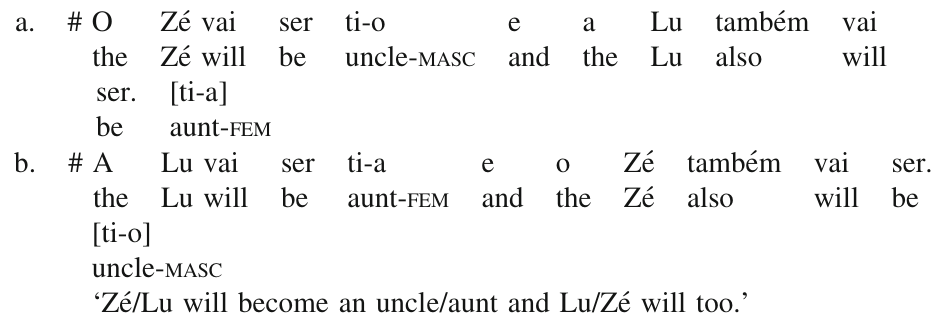 a. # O Zé vai ser ti-o e a Lu também vai
the Zé will be uncle-MASC and the Lu also will
ser. [ti-a]
be aunt-FEM
b. # A Lu vai ser ti-a e o Zé também vai ser.
the Lu will be aunt-FEM and the Zé also will be
[ti-o]
uncle-MASC
‘Zé/Lu will become an uncle/aunt and Lu/Zé will too.’